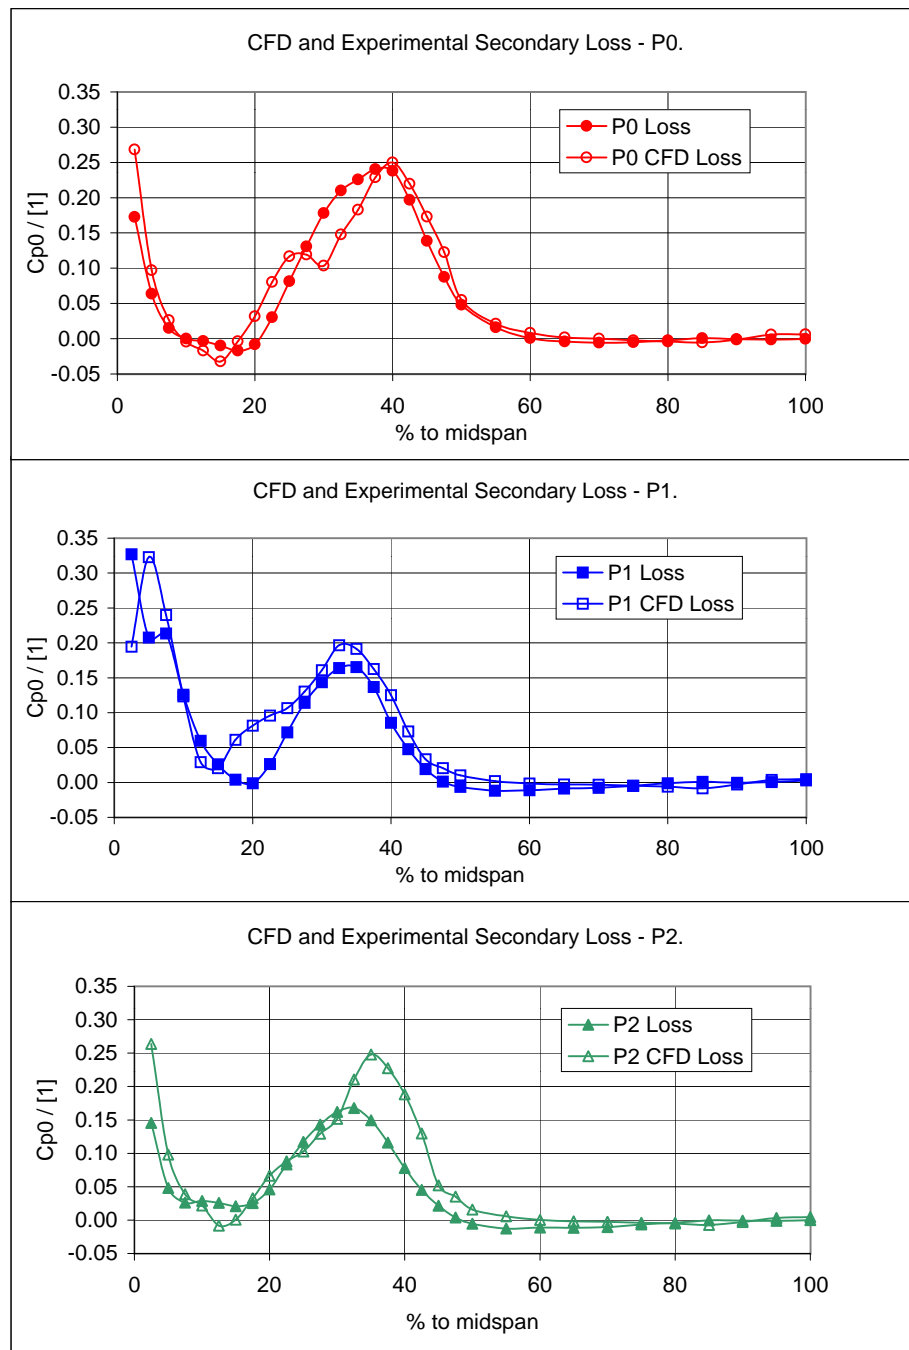 CFD and Experimental Secondary Loss - P0.
0.35
0.30
0.25
0.20
0.15
0.10
0.05
0.00
-0.05
Cp0 / [1]
P0 Loss
P0 CFD Loss
0 20 40 60 80 100
% to midspan
CFD and Experimental Secondary Loss - P1.
0.35
0.30
0.25
0.20
0.15
0.10
0.05
0.00
-0.05
Cp0 / [1]
P1 Loss
P1 CFD Loss
0 20 40 60 80 100
% to midspan
CFD and Experimental Secondary Loss - P2.
0.35
0.30
0.25
0.20
0.15
0.10
0.05
0.00
-0.05
Cp0 / [1]
P2 Loss
P2 CFD Loss
0 20 40 60 80 100
% to midspan